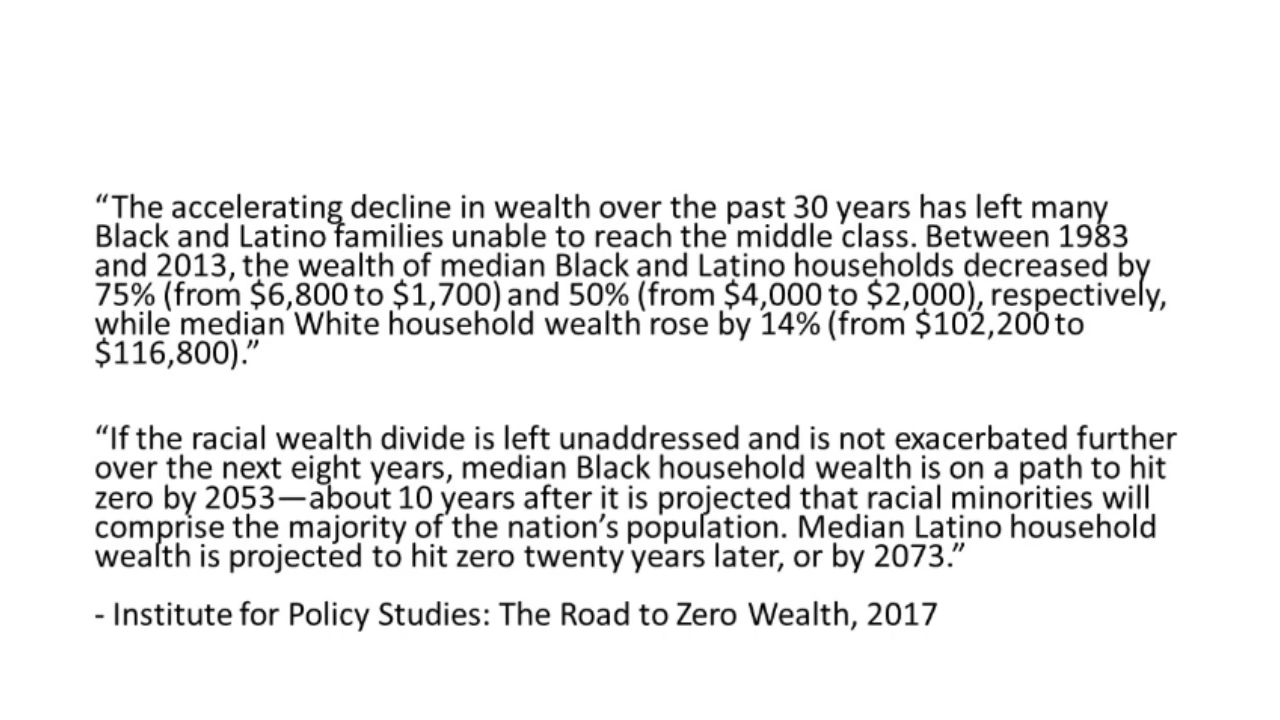 “The accelerating decline in wealth over the past 30 years has left many
Black and Latino families unable to reach the middle class. Between 1983
and 2013, the wealth of median Black and Latino households decreased by
75% (from $6,800 to $1,700) and 50% (from $4,000 to $2,000), respectively,
while median White household wealth rose by 14% (from $102,200 to
$116,800).”
“If the racial wealth divide is left unaddressed and is not exacerbated further
over the next eight years, median Black household wealth is on a path to hit
zero by 2053—about 10 years after it is projected that racial minorities will
comprise the majority of the nation’s population. Median Latino household
wealth is projected to hit zero twenty years later, or by 2073.”
- Institute for Policy Studies: The Road to Zero Wealth, 2017